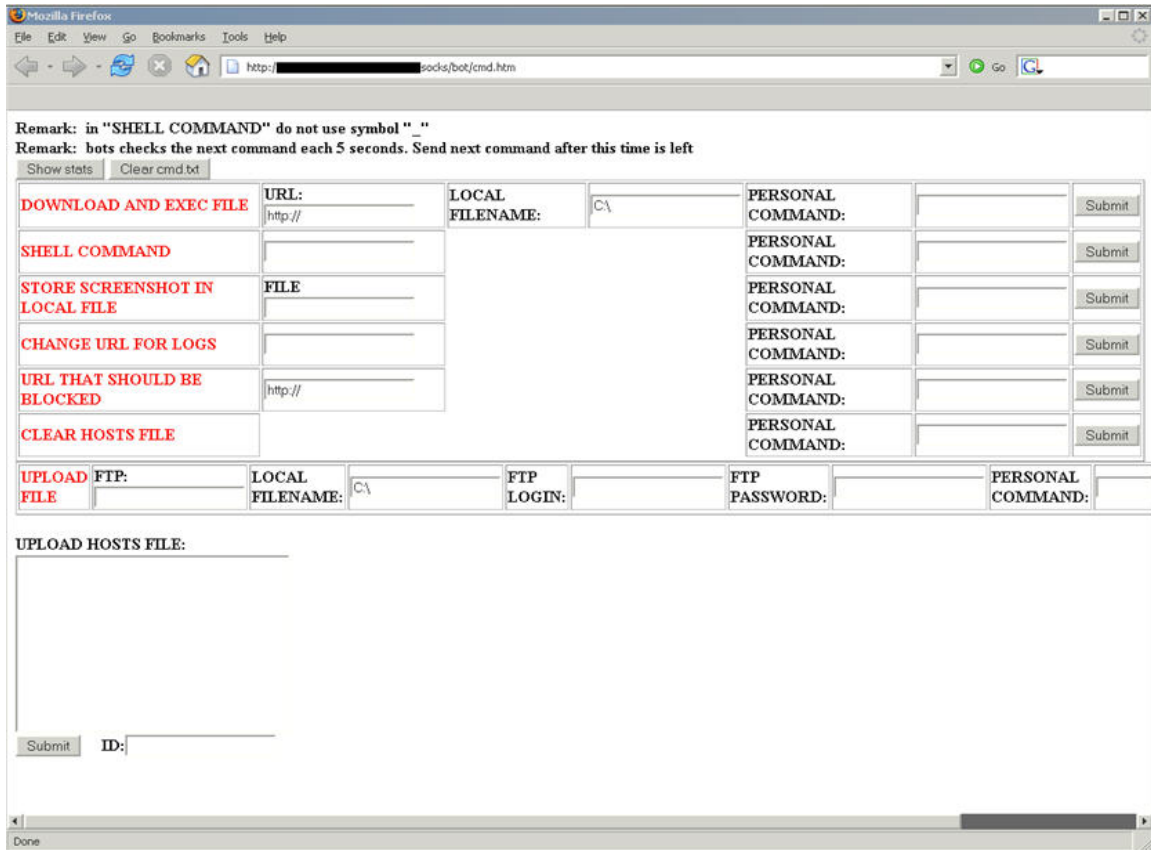 Mozilla Firefox
File Edit View Go Bookmarks Tools Help
http:/ socks/bot/cmd.htm Go G
Remark: in "SHELL COMMAND" do not use symbol "_"
Remark: bots checks the next command each 5 seconds. Send next command after this time is left
Show stats Clear cmd.txt
DOWNLOAD AND EXEC FILE URL: http:// LOCAL FILENAME: C:\ PERSONAL COMMAND: Submit
SHELL COMMAND PERSONAL COMMAND: Submit
STORE SCREENSHOT IN LOCAL FILE FILE PERSONAL COMMAND: Submit
CHANGE URL FOR LOGS PERSONAL COMMAND: Submit
URL THAT SHOULD BE BLOCKED http:// PERSONAL COMMAND: Submit
CLEAR HOSTS FILE PERSONAL COMMAND: Submit
UPLOAD FILE FTP: LOCAL FILENAME: C:\ FTP LOGIN: FTP PASSWORD: PERSONAL COMMAND:
UPLOAD HOSTS FILE:
Submit ID:
Done